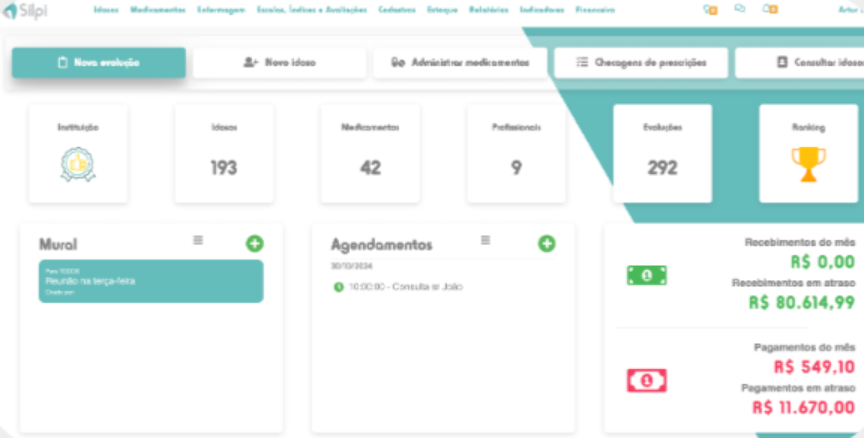 Silpi
Idosos Medicamentos Enfermagem Escalas, Índices e Avaliações Cadastros Estoque Relatórios Indicadores Financeiro
Artur
Nova evolução
Novo idoso
Administrar medicamentos
Checagens de prescrições
Consultar idosos
Instituição
Idosos
193
Medicamentos
42
Profissionais
9
Evoluções
292
Ranking
Mural
Para: TODOS
Reunião na terça-feira
Criado por:
Agendamentos
30/10/2024
10:00:00 - Consulta sr João
Recebimentos do mês
R$ 0,00
Recebimentos em atraso
R$ 80.614,99
Pagamentos do mês
R$ 549,10
Pagamentos em atraso
R$ 11.670,00